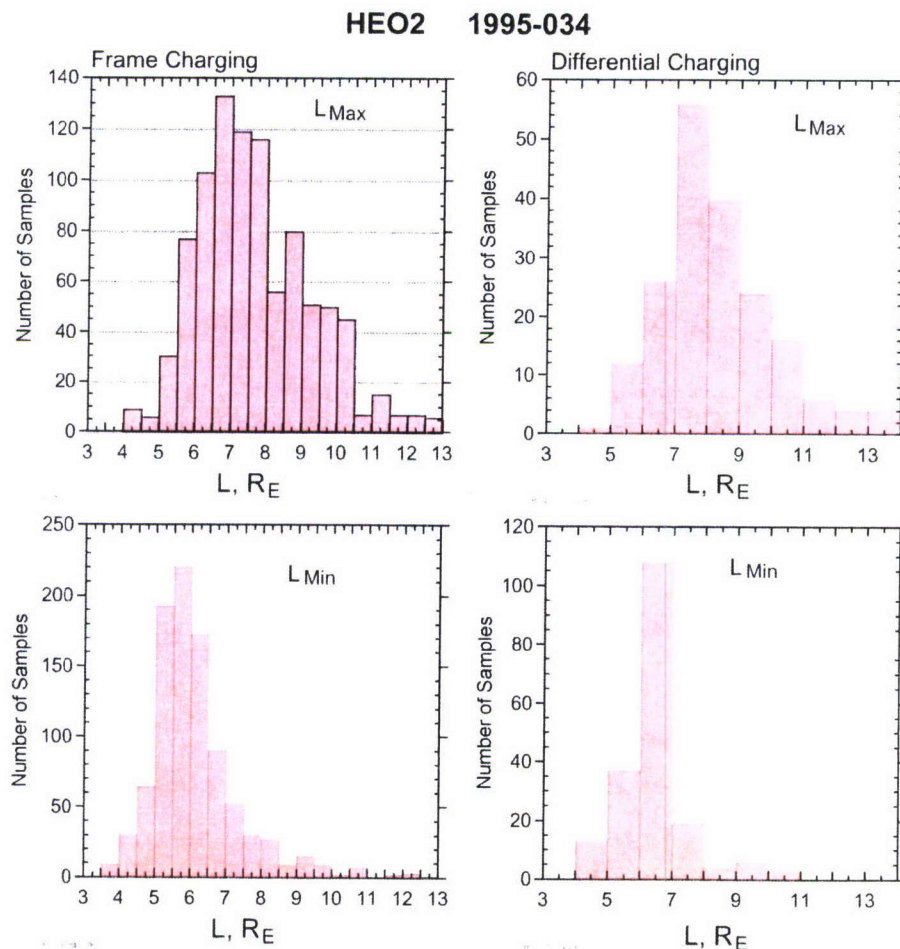 HEO2 1995-034
Frame Charging
L Max
Number of Samples
140
120
100
80
60
40
20
0
3 4 5 6 7 8 9 10 11 12 13
L, RE
Differential Charging
L Max
Number of Samples
60
50
40
30
20
10
0
3 5 7 9 11 13
L, RE
L Min
Number of Samples
250
200
150
100
50
0
3 4 5 6 7 8 9 10 11 12 13
L, RE
L Min
Number of Samples
120
100
80
60
40
20
0
3 5 7 9 11 13
L, RE